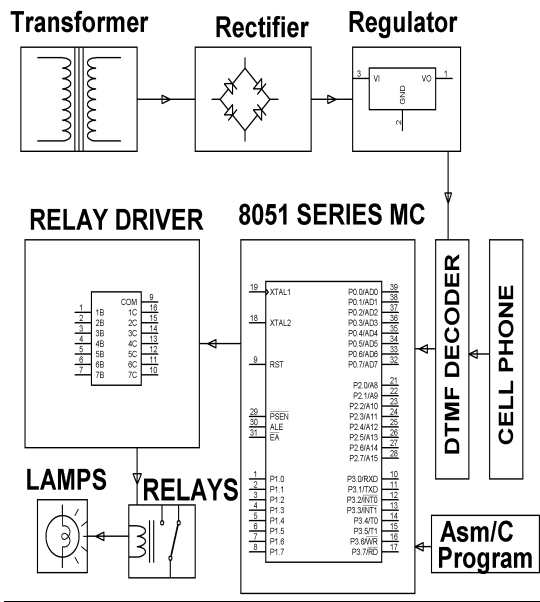 Transformer
Rectifier
Regulator
3 VI VO 1
GND
2
RELAY DRIVER
8051 SERIES MC
DTMF DECODER
CELL PHONE
COM 9
1 1B 1C 16
2 2B 2C 15
3 3B 3C 14
4 4B 4C 13
5 5B 5C 12
6 6B 6C 11
7 7B 7C 10
19 XTAL1 P0.0/AD0 39
P0.1/AD1 38
P0.2/AD2 37
18 XTAL2 P0.3/AD3 36
P0.4/AD4 35
P0.5/AD5 34
P0.6/AD6 33
9 RST P0.7/AD7 32
P2.0/A8 21
P2.1/A9 22
P2.2/A10 23
29 PSEN P2.3/A11 24
30 ALE P2.4/A12 25
31 EA P2.5/A13 26
P2.6/A14 27
P2.7/A15 28
1 P1.0 P3.0/RXD 10
2 P1.1 P3.1/TXD 11
3 P1.2 P3.2/INT0 12
4 P1.3 P3.3/INT1 13
5 P1.4 P3.4/T0 14
6 P1.5 P3.5/T1 15
7 P1.6 P3.6/WR 16
8 P1.7 P3.7/RD 17
LAMPS
RELAYS
Asm/C
Program